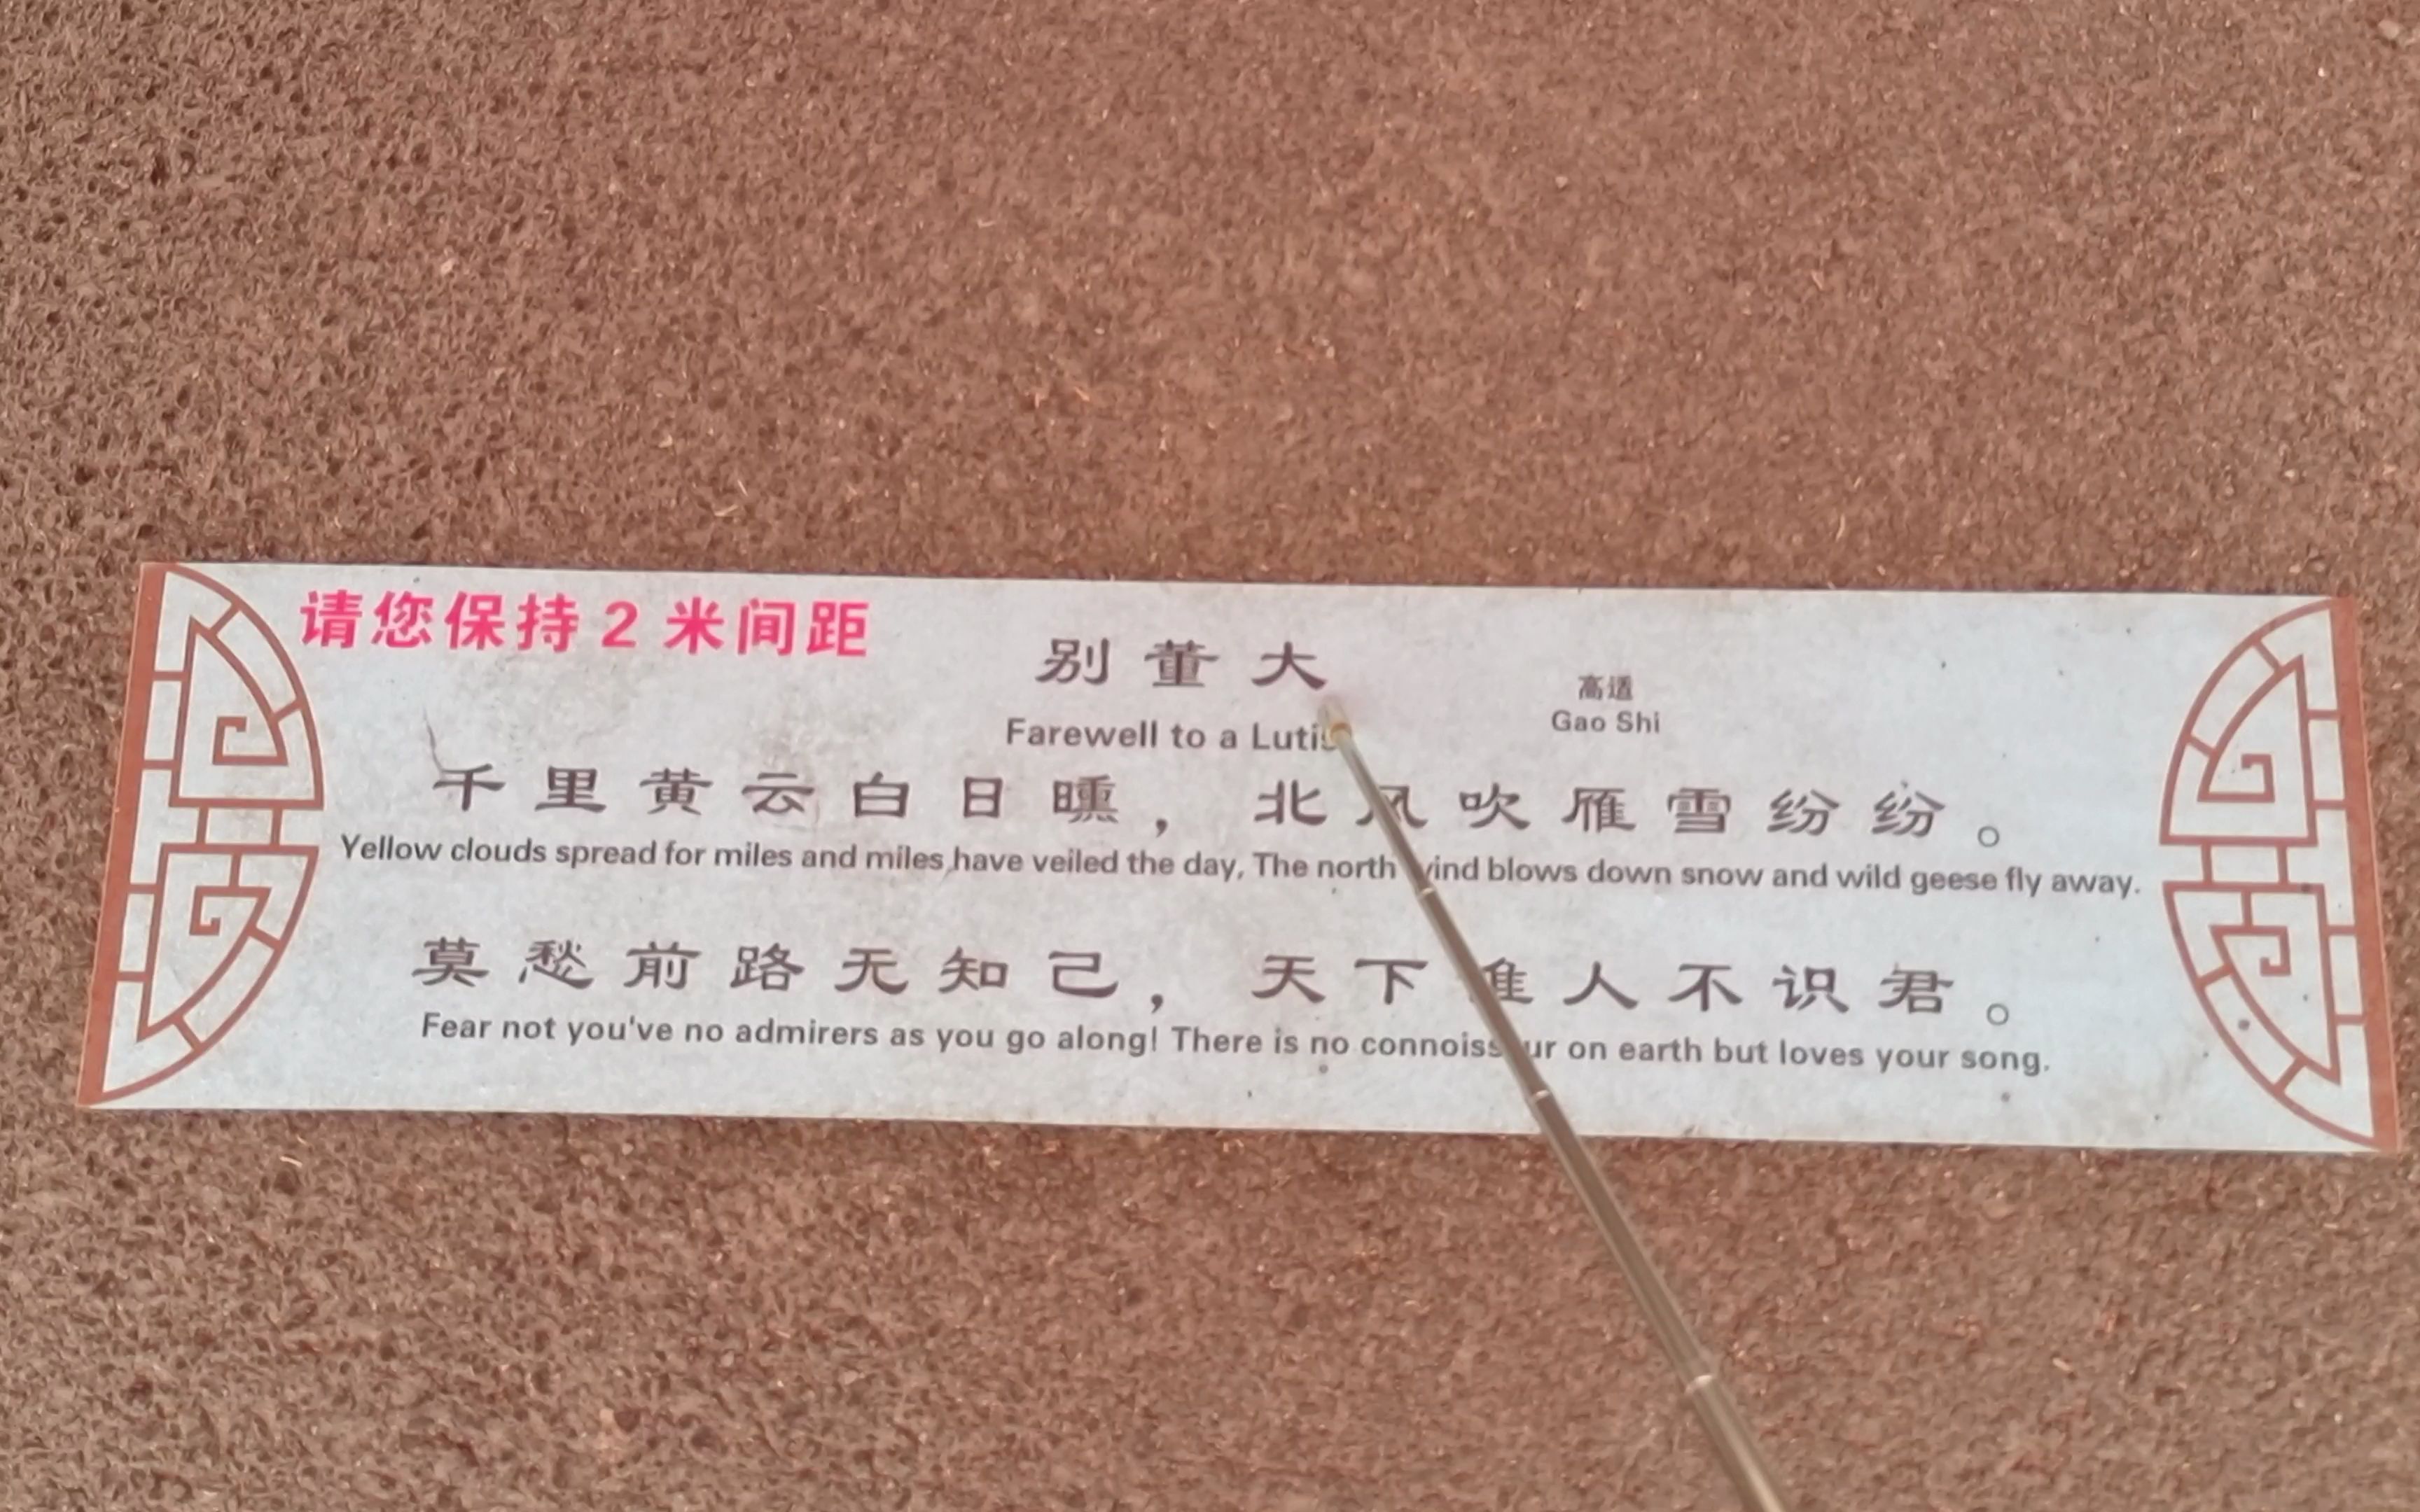 请您保持2米间距
别董大
高适
Farewell to a
Gao Shi
千里黄云白日曛，北风吹雁雪纷纷。
Yellow clouds spread for miles and miles have veiled the day, The north wind blows down snow and wild geese fly away.
莫愁前路无知己，天下谁人不识君。
Fear not you've no admirers as you go along! There is no connoisseur on earth but loves your song.